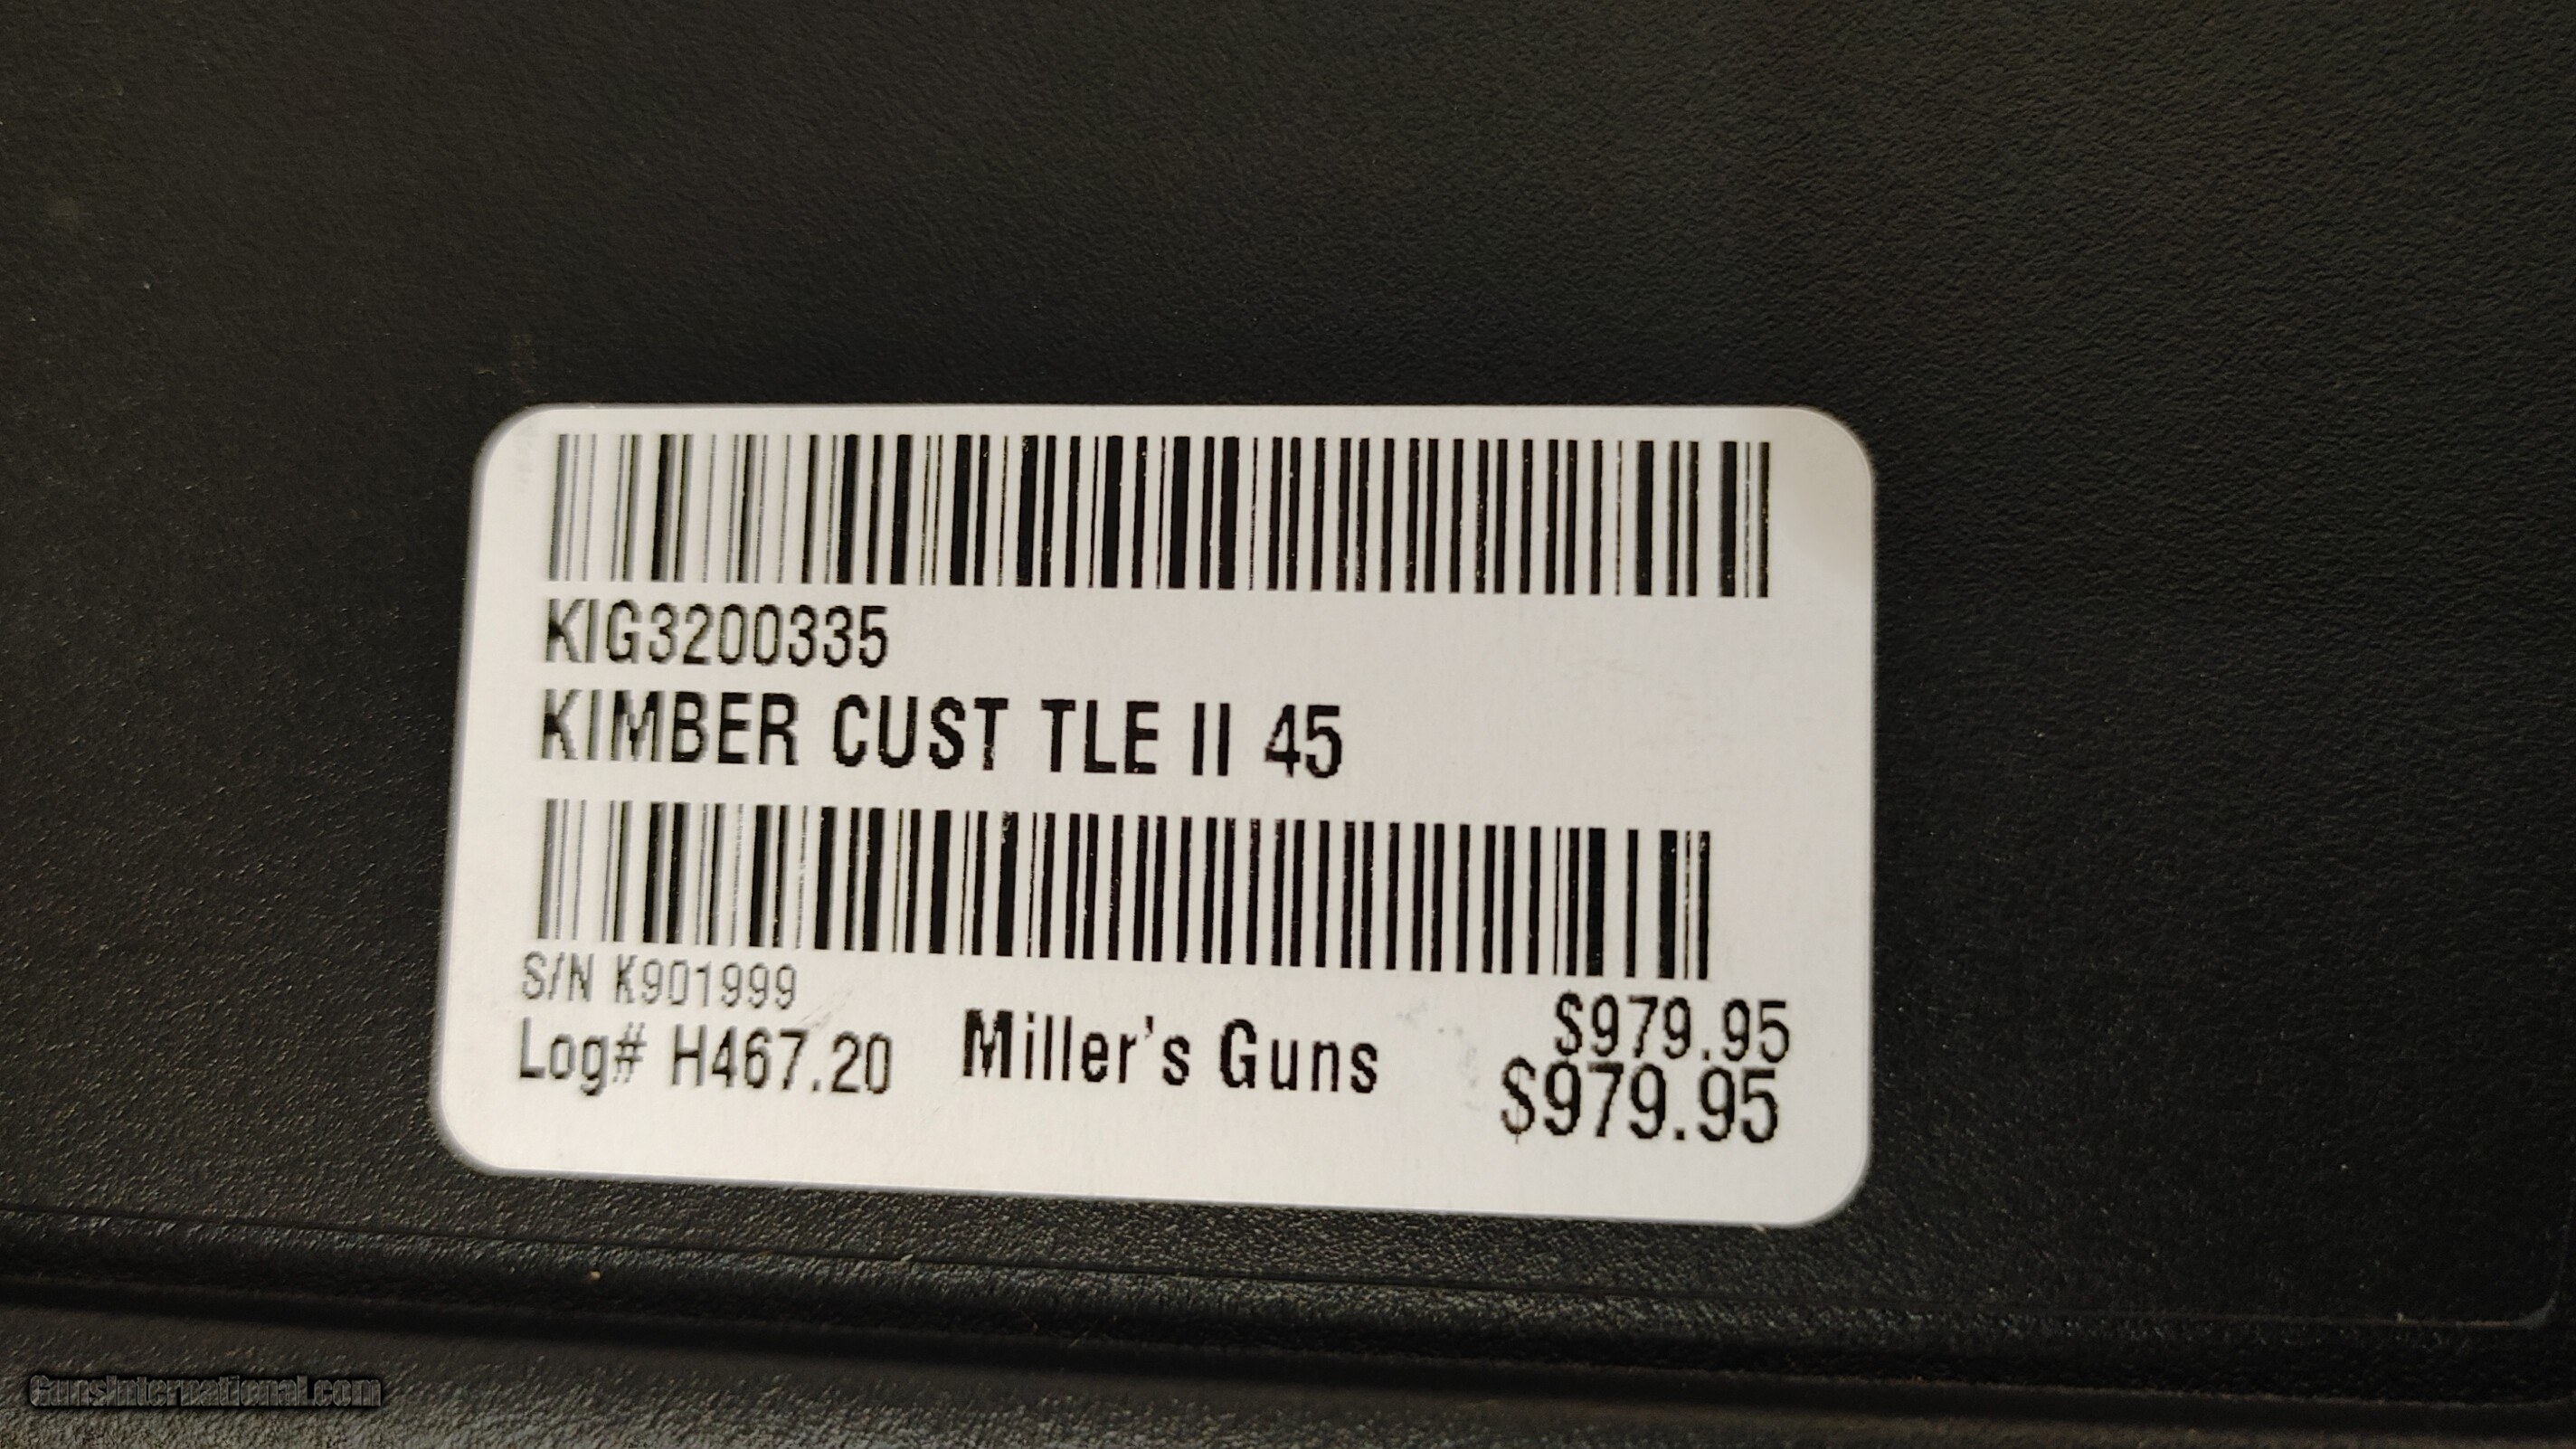 KIG3200335
KIMBER CUST TLE II 45
S/N K901999
$979.95
Log# H467.20 Miller's Guns
$979.95
GunsInternational.com